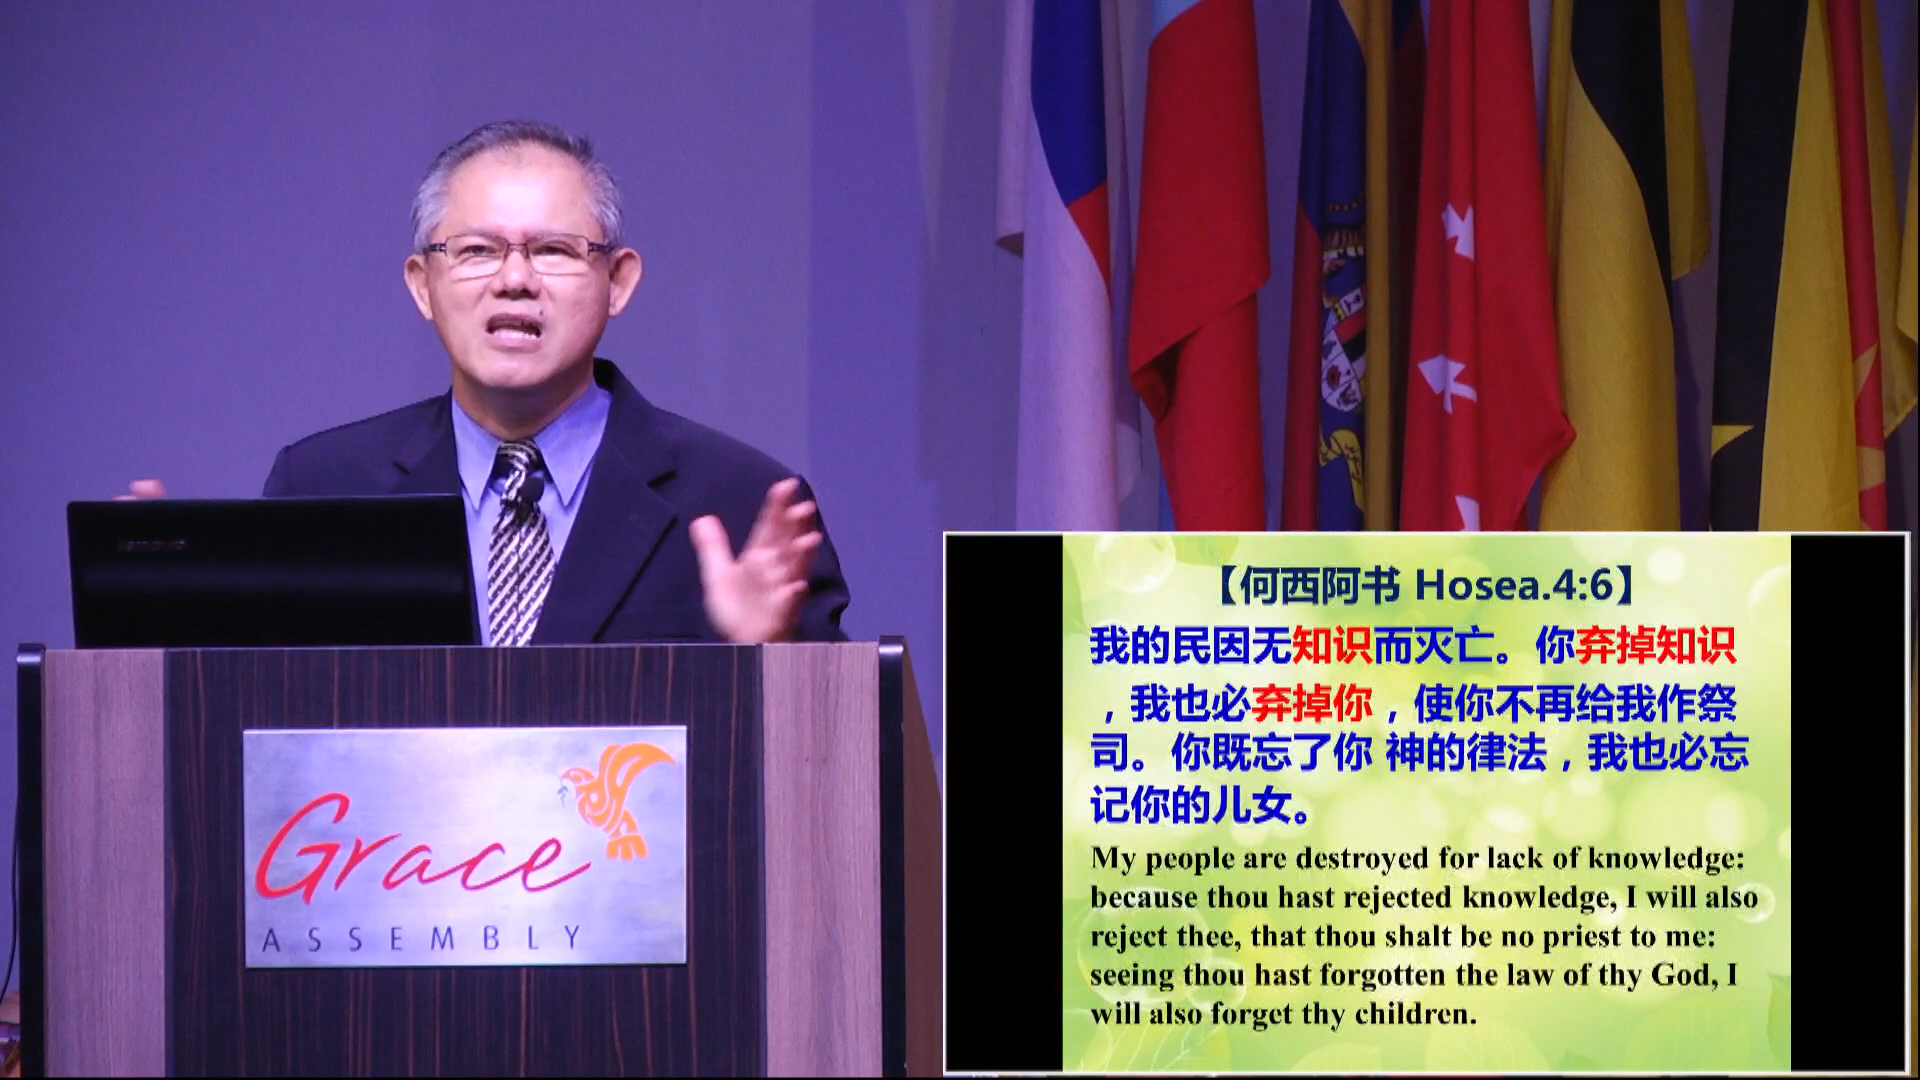 lenovo
Grace
GRACE
ASSEMBLY
【何西阿书 Hosea.4:6】
我的民因无知识而灭亡。你弃掉知识
，我也必弃掉你，使你不再给我作祭
司。你既忘了你 神的律法，我也必忘
记你的儿女。
My people are destroyed for lack of knowledge:
because thou hast rejected knowledge, I will also
reject thee, that thou shalt be no priest to me:
seeing thou hast forgotten the law of thy God, I
will also forget thy children.